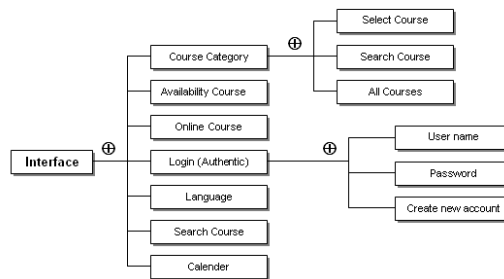 Interface
Course Category
Availability Course
Online Course
Login (Authentic)
Language
Search Course
Calender
Select Course
Search Course
All Courses
User name
Password
Create new account